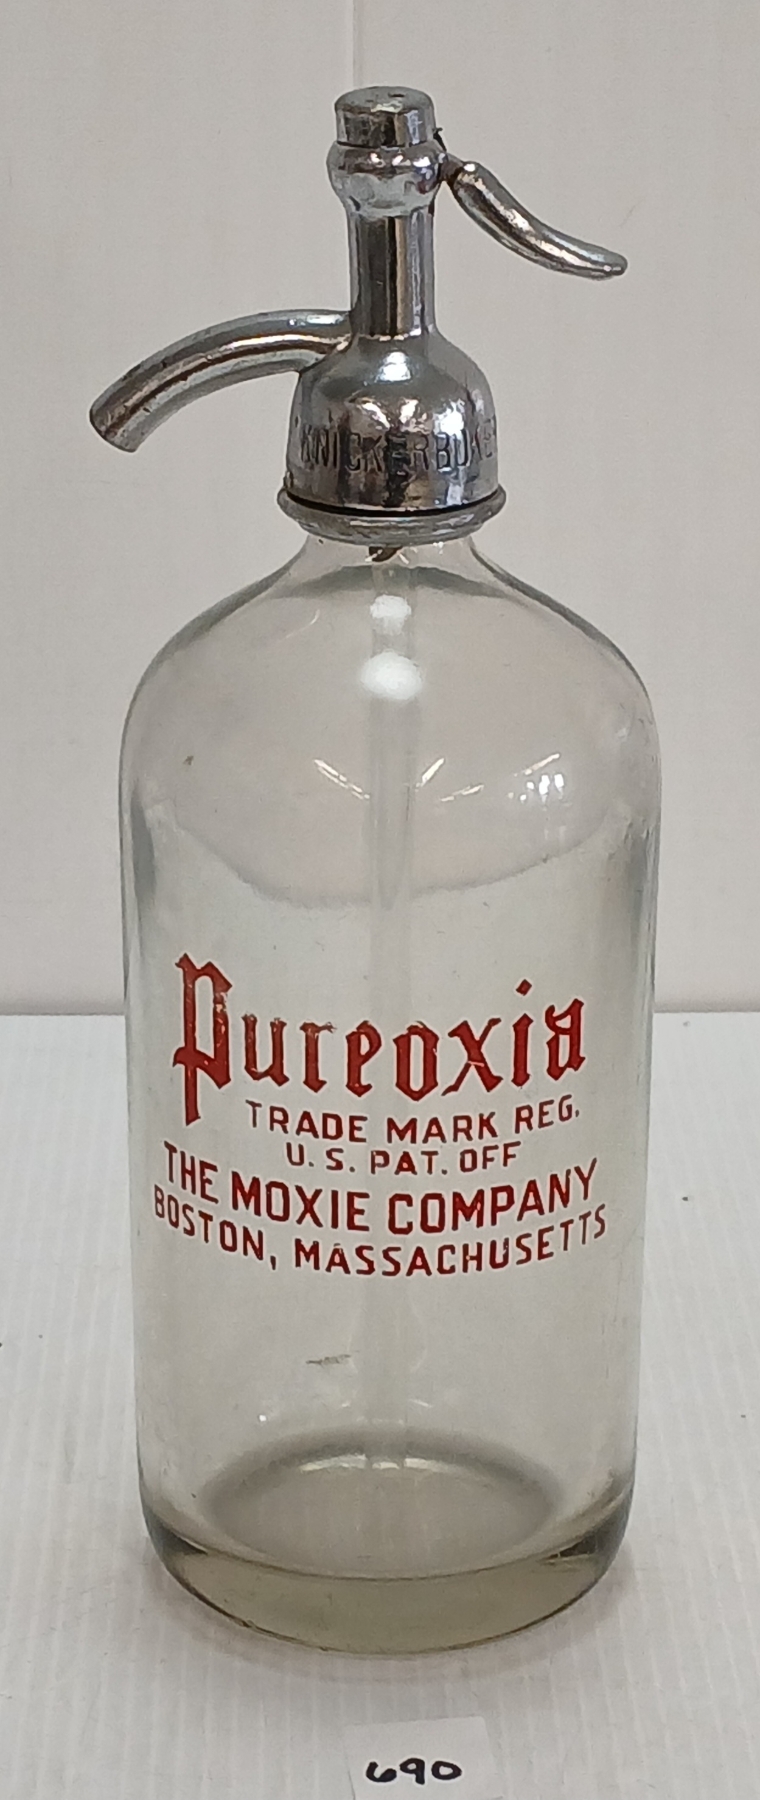 KNICKERBOCKER
Pureoxia
TRADE MARK REG.
U. S. PAT. OFF
THE MOXIE COMPANY
BOSTON, MASSACHUSETTS
690